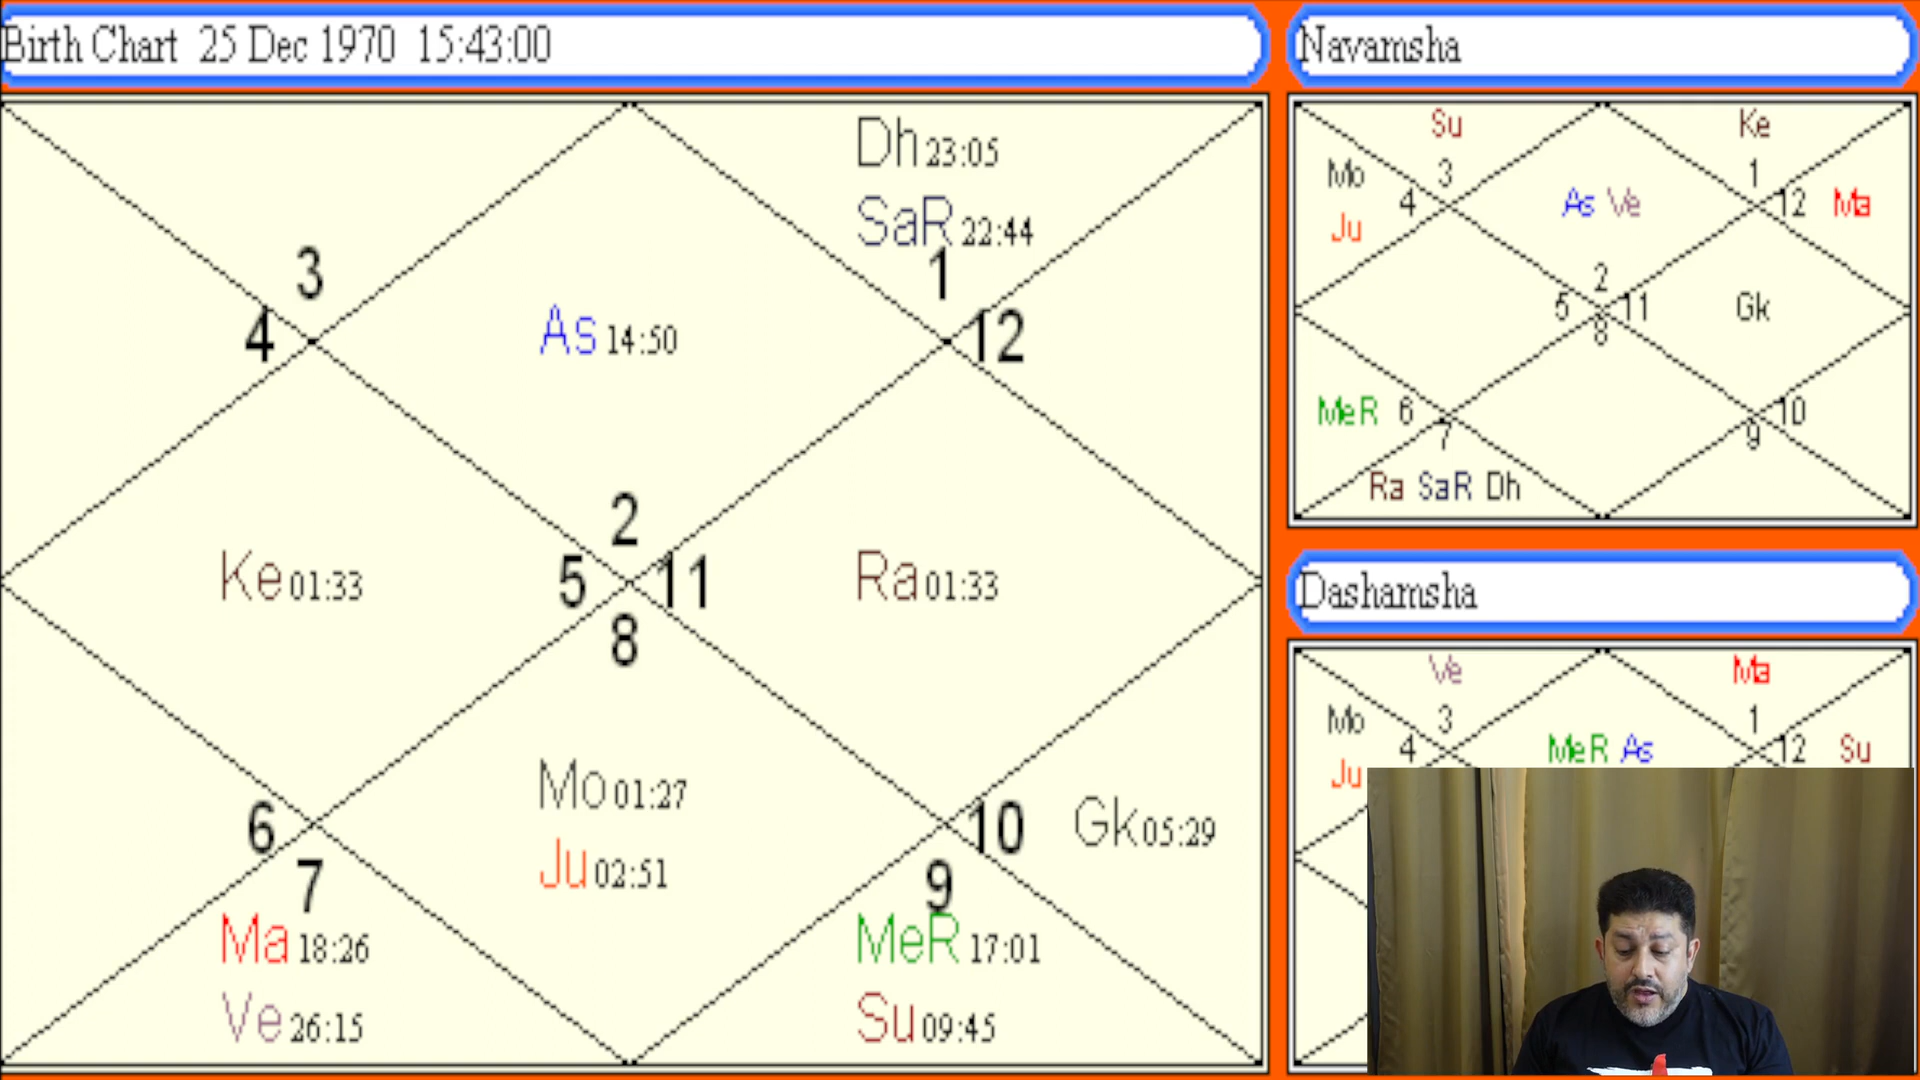 Birth Chart 25 Dec 1970 15:43:00
Dh 23:05
SaR 22:44
3
1
4
As 14:50
12
2
Ke 01:33
5
11
Ra 01:33
8
Mo 01:27
6
10
Gk 05:29
Ju 02:51
7
9
Ma 18:26
MeR 17:01
Ve 26:15
Su 09:45
Navamsha
Su
Ke
Mo
3
1
4
As Ve
12
Ma
Ju
2
5
11
Gk
8
MeR
6
10
7
9
Ra SaR Dh
Dashamsha
Ve
Ma
Mo
3
1
4
MeR As
12
Su
Ju